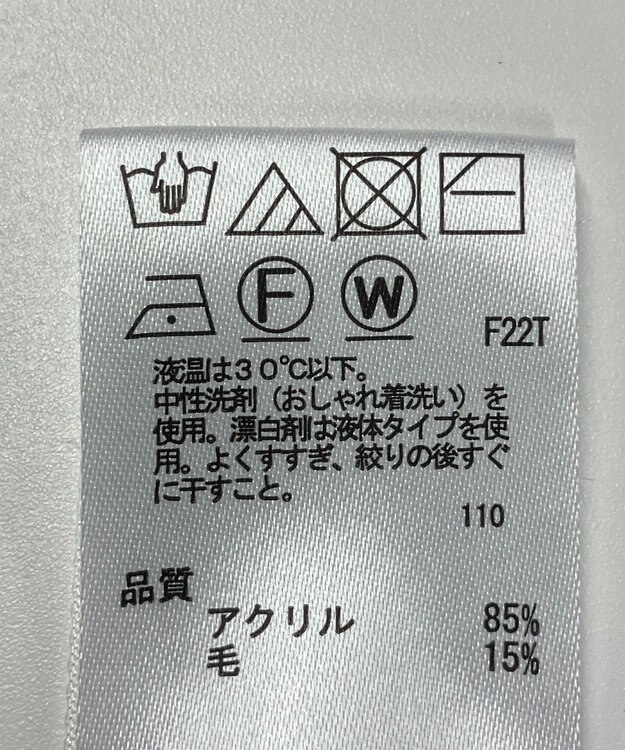 F W
F22T
液温は３０℃以下。
中性洗剤（おしゃれ着洗い）を
使用。漂白剤は液体タイプを使
用。よくすすぎ、絞りの後すぐ
に干すこと。
110
品質
アクリル 85%
毛 15%